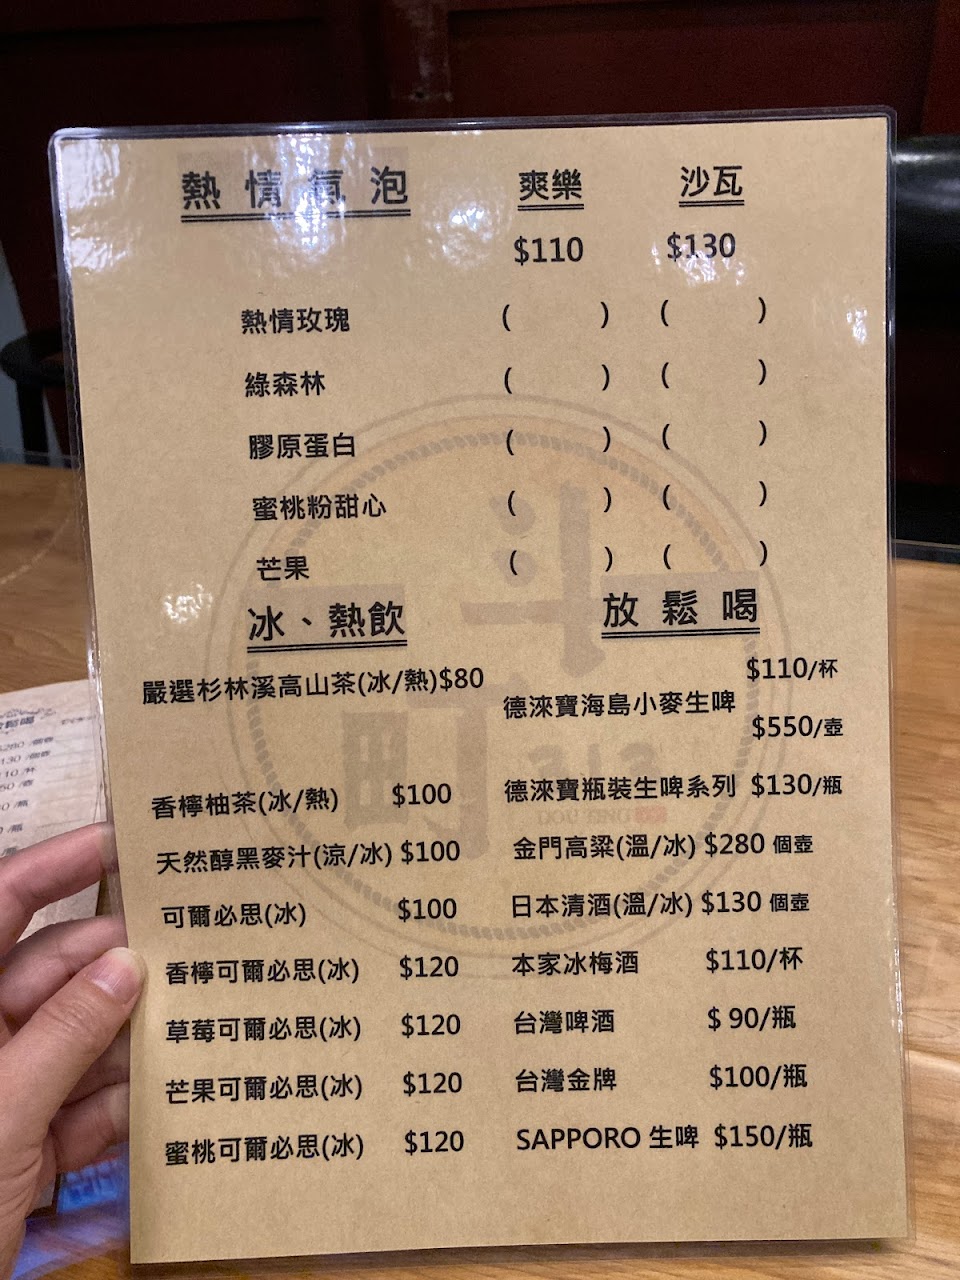 熱情氣泡 爽樂 沙瓦
$110 $130
熱情玫瑰 ( ) ( )
綠森林 ( ) ( )
膠原蛋白 ( ) ( )
蜜桃粉甜心 ( ) ( )
芒果 ( ) ( )
冰、熱飲
嚴選杉林溪高山茶(冰/熱)$80
香檸柚茶(冰/熱) $100
天然醇黑麥汁(涼/冰) $100
可爾必思(冰) $100
香檸可爾必思(冰) $120
草莓可爾必思(冰) $120
芒果可爾必思(冰) $120
蜜桃可爾必思(冰) $120
放鬆喝
$110/杯
德淶寶海島小麥生啤
$550/壺
德淶寶瓶裝生啤系列 $130/瓶
金門高粱(溫/冰) $280 個壺
日本清酒(溫/冰) $130 個壺
本家冰梅酒 $110/杯
台灣啤酒 $ 90/瓶
台灣金牌 $100/瓶
SAPPORO 生啤 $150/瓶